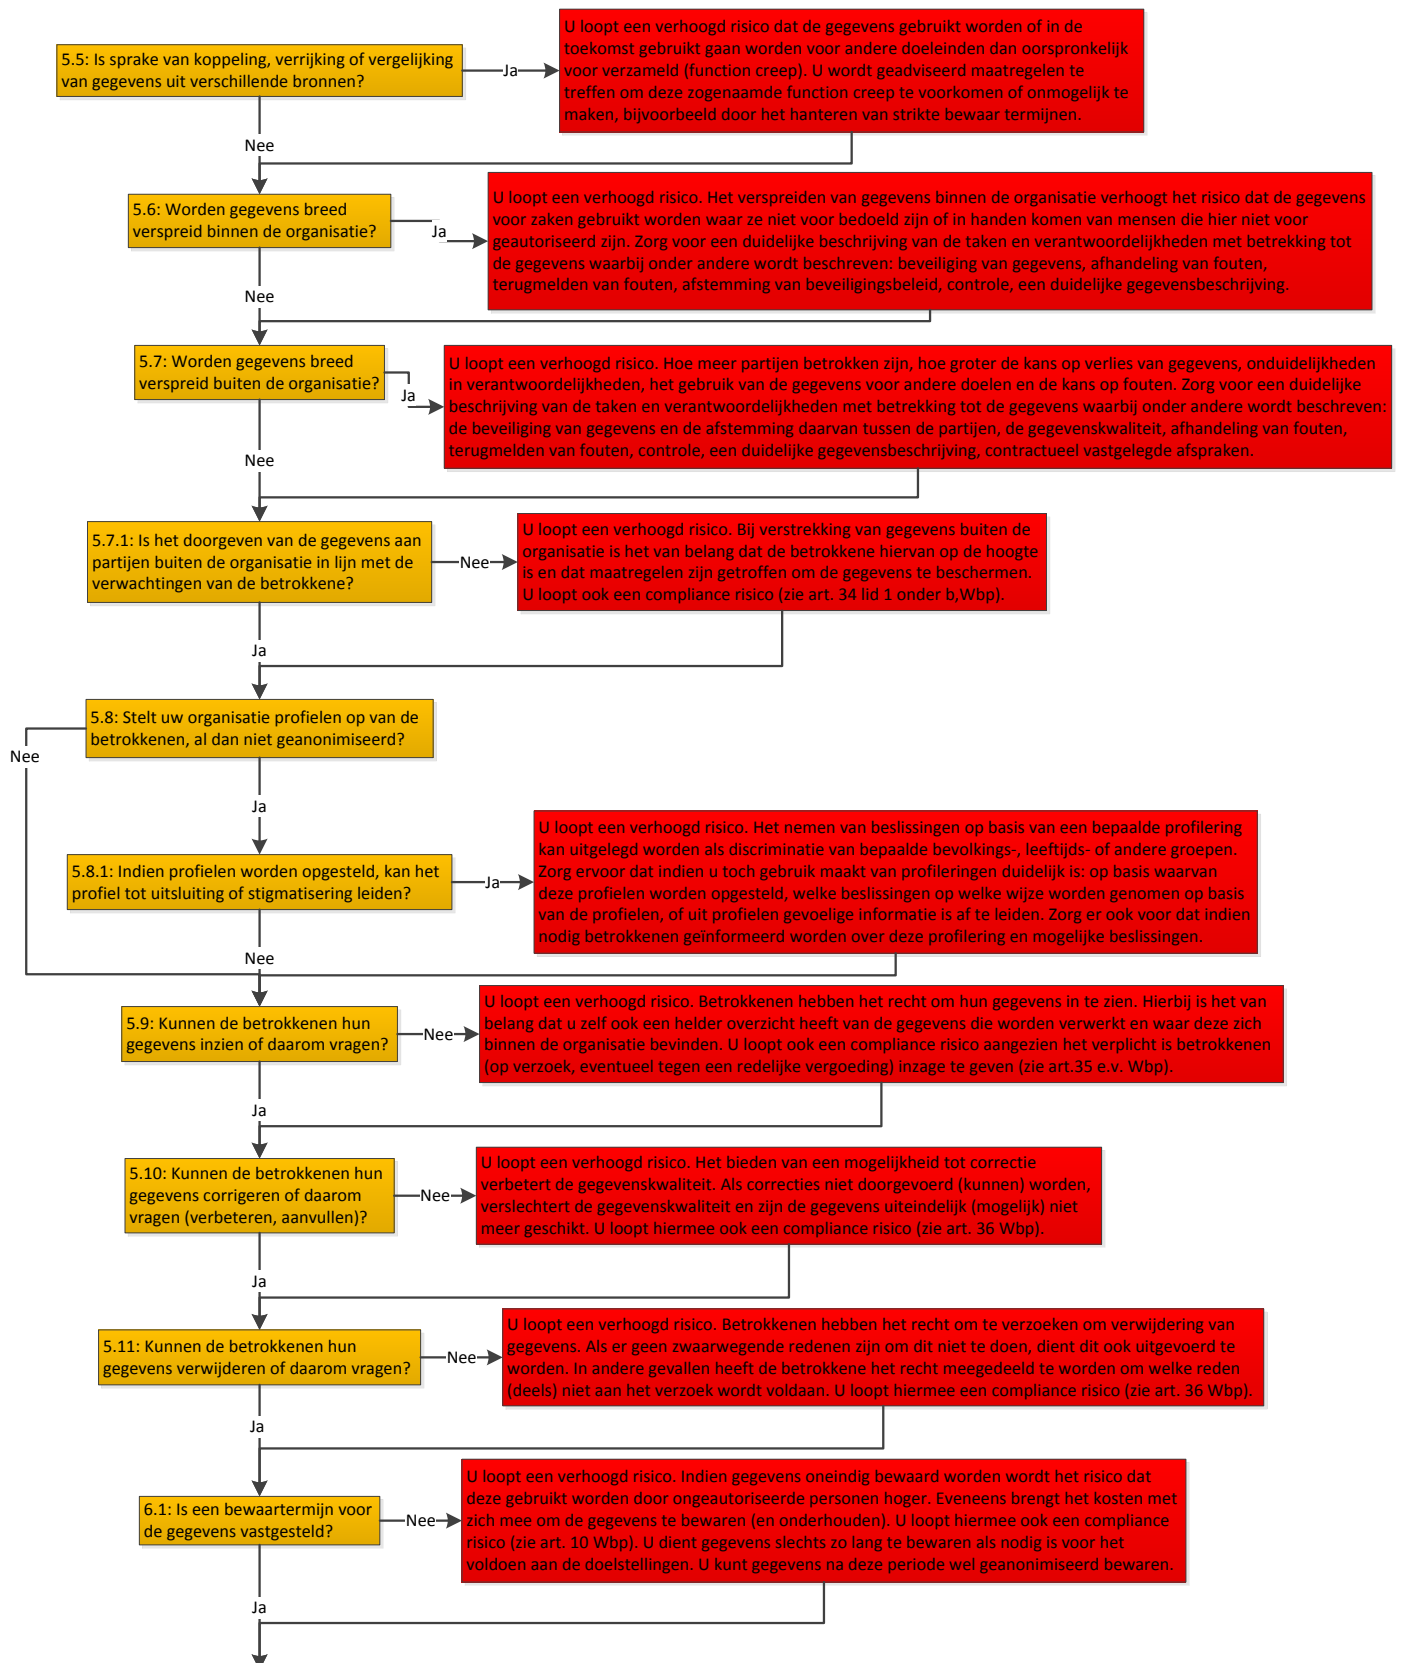 5.5: Is sprake van koppeling, verrijking of vergelijking
van gegevens uit verschillende bronnen?
Ja
U loopt een verhoogd risico dat de gegevens gebruikt worden of in de
toekomst gebruikt gaan worden voor andere doeleinden dan oorspronkelijk
voor verzameld (function creep). U wordt geadviseerd maatregelen te
treffen om deze zogenaamde function creep te voorkomen of onmogelijk te
maken, bijvoorbeeld door het hanteren van strikte bewaar termijnen.
Nee
5.6: Worden gegevens breed
verspreid binnen de organisatie?
Ja
U loopt een verhoogd risico. Het verspreiden van gegevens binnen de organisatie verhoogt het risico dat de gegevens
voor zaken gebruikt worden waar ze niet voor bedoeld zijn of in handen komen van mensen die hier niet voor
geautoriseerd zijn. Zorg voor een duidelijke beschrijving van de taken en verantwoordelijkheden met betrekking tot
de gegevens waarbij onder andere wordt beschreven: beveiliging van gegevens, afhandeling van fouten,
terugmelden van fouten, afstemming van beveiligingsbeleid, controle, een duidelijke gegevensbeschrijving.
Nee
5.7: Worden gegevens breed
verspreid buiten de organisatie?
Ja
U loopt een verhoogd risico. Hoe meer partijen betrokken zijn, hoe groter de kans op verlies van gegevens, onduidelijkheden
in verantwoordelijkheden, het gebruik van de gegevens voor andere doelen en de kans op fouten. Zorg voor een duidelijke
beschrijving van de taken en verantwoordelijkheden met betrekking tot de gegevens waarbij onder andere wordt beschreven:
de beveiliging van gegevens en de afstemming daarvan tussen de partijen, de gegevenskwaliteit, afhandeling van fouten,
terugmelden van fouten, controle, een duidelijke gegevensbeschrijving, contractueel vastgelegde afspraken.
Nee
5.7.1: Is het doorgeven van de gegevens aan
partijen buiten de organisatie in lijn met de
verwachtingen van de betrokkene?
Nee
U loopt een verhoogd risico. Bij verstrekking van gegevens buiten de
organisatie is het van belang dat de betrokkene hiervan op de hoogte
is en dat maatregelen zijn getroffen om de gegevens te beschermen.
U loopt ook een compliance risico (zie art. 34 lid 1 onder b,Wbp).
Ja
5.8: Stelt uw organisatie profielen op van de
betrokkenen, al dan niet geanonimiseerd?
Nee
Ja
5.8.1: Indien profielen worden opgesteld, kan het
profiel tot uitsluiting of stigmatisering leiden?
Ja
U loopt een verhoogd risico. Het nemen van beslissingen op basis van een bepaalde profilering
kan uitgelegd worden als discriminatie van bepaalde bevolkings-, leeftijds- of andere groepen.
Zorg ervoor dat indien u toch gebruik maakt van profileringen duidelijk is: op basis waarvan
deze profielen worden opgesteld, welke beslissingen op welke wijze worden genomen op basis
van de profielen, of uit profielen gevoelige informatie is af te leiden. Zorg er ook voor dat indien
nodig betrokkenen geïnformeerd worden over deze profilering en mogelijke beslissingen.
Nee
5.9: Kunnen de betrokkenen hun
gegevens inzien of daarom vragen?
Nee
U loopt een verhoogd risico. Betrokkenen hebben het recht om hun gegevens in te zien. Hierbij is het van
belang dat u zelf ook een helder overzicht heeft van de gegevens die worden verwerkt en waar deze zich
binnen de organisatie bevinden. U loopt ook een compliance risico aangezien het verplicht is betrokkenen
(op verzoek, eventueel tegen een redelijke vergoeding) inzage te geven (zie art.35 e.v. Wbp).
Ja
5.10: Kunnen de betrokkenen hun
gegevens corrigeren of daarom
vragen (verbeteren, aanvullen)?
Nee
U loopt een verhoogd risico. Het bieden van een mogelijkheid tot correctie
verbetert de gegevenskwaliteit. Als correcties niet doorgevoerd (kunnen) worden,
verslechtert de gegevenskwaliteit en zijn de gegevens uiteindelijk (mogelijk) niet
meer geschikt. U loopt hiermee ook een compliance risico (zie art. 36 Wbp).
Ja
5.11: Kunnen de betrokkenen hun
gegevens verwijderen of daarom vragen?
Nee
U loopt een verhoogd risico. Betrokkenen hebben het recht om te verzoeken om verwijdering van
gegevens. Als er geen zwaarwegende redenen zijn om dit niet te doen, dient dit ook uitgevoerd te
worden. In andere gevallen heeft de betrokkene het recht meegedeeld te worden om welke reden
(deels) niet aan het verzoek wordt voldaan. U loopt hiermee een compliance risico (zie art. 36 Wbp).
Ja
6.1: Is een bewaartermijn voor
de gegevens vastgesteld?
Nee
U loopt een verhoogd risico. Indien gegevens oneindig bewaard worden wordt het risico dat
deze gebruikt worden door ongeautoriseerde personen hoger. Eveneens brengt het kosten met
zich mee om de gegevens te bewaren (en onderhouden). U loopt hiermee ook een compliance
risico (zie art. 10 Wbp). U dient gegevens slechts zo lang te bewaren als nodig is voor het
voldoen aan de doelstellingen. U kunt gegevens na deze periode wel geanonimiseerd bewaren.
Ja